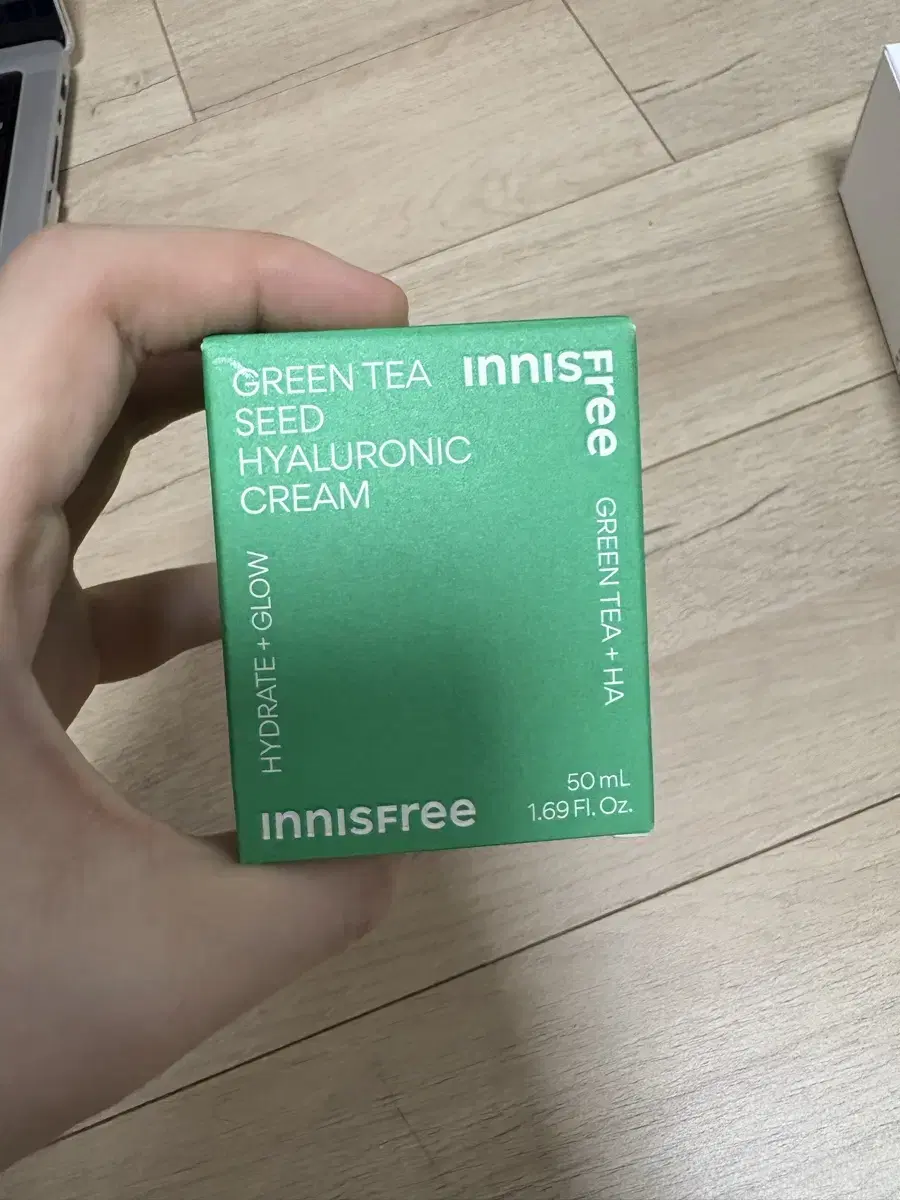 GREEN TEA
SEED
HYALURONIC
CREAM
INNISFree
GREEN TEA + HA
HYDRATE + GLOW
INNISFree
50 mL
1.69 Fl. Oz.